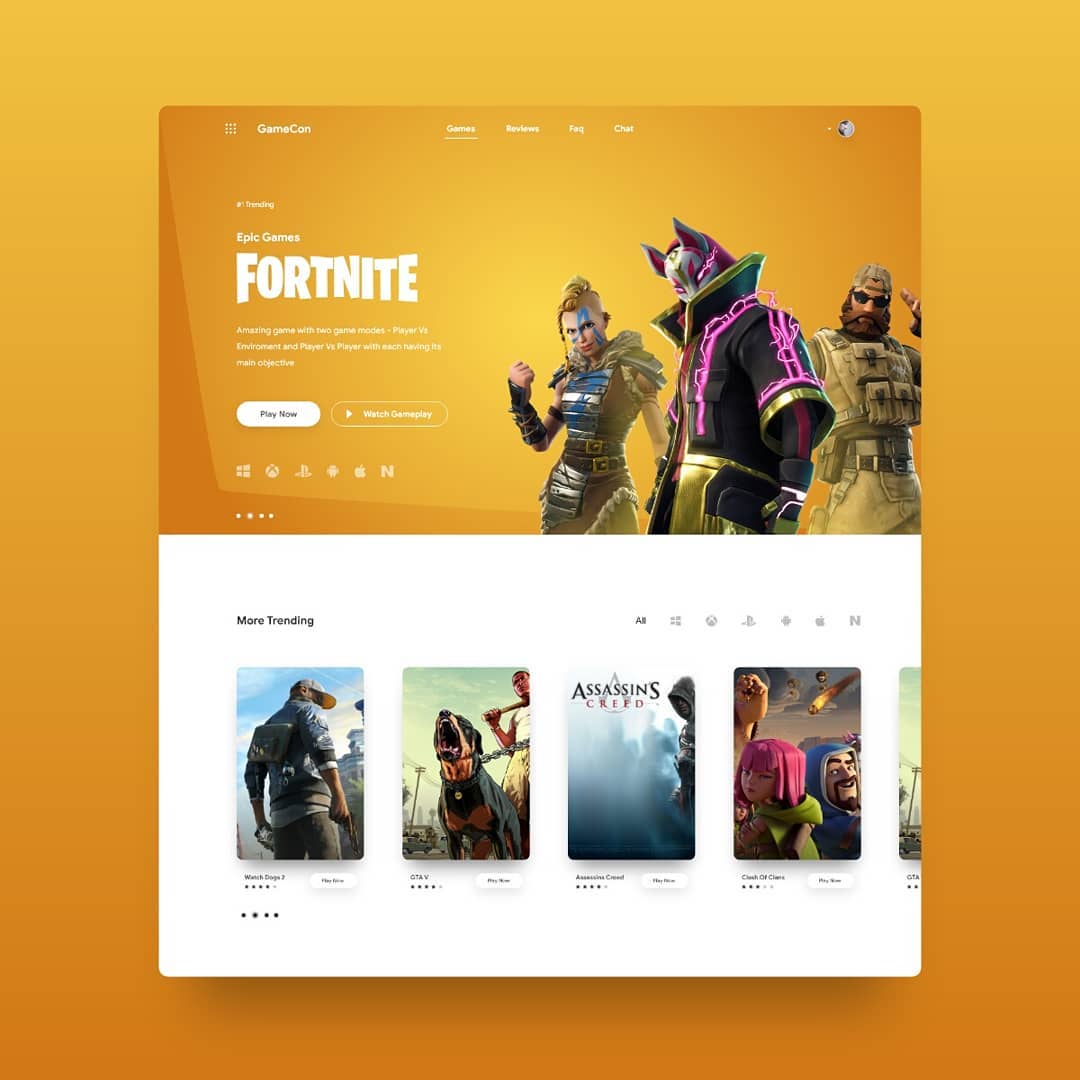 GameCon
Games
Reviews
Faq
Chat
#1 Trending
Epic Games
FORTNITE
Amazing game with two game modes - Player Vs
Enviroment and Player Vs Player with each having its
main objective
Play Now
Watch Gameplay
More Trending
All
ASSASSIN'S
CREED
Watch Dogs 2
Play Now
GTA V
Play Now
Assassins Creed
Play Now
Clash Of Clans
Play Now
GTA